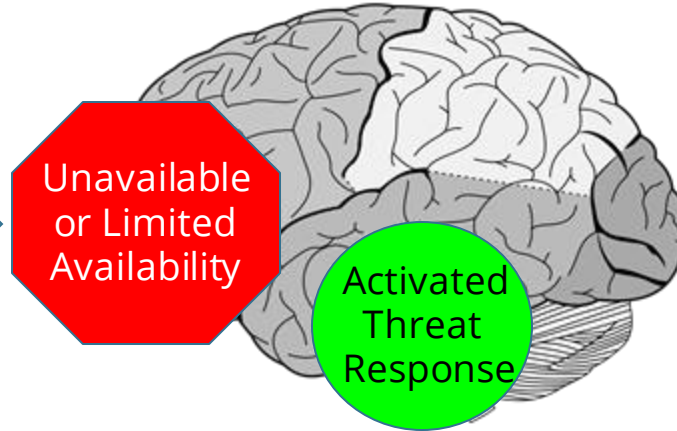 Unavailable
or Limited
Availability
Activated
Threat
Response